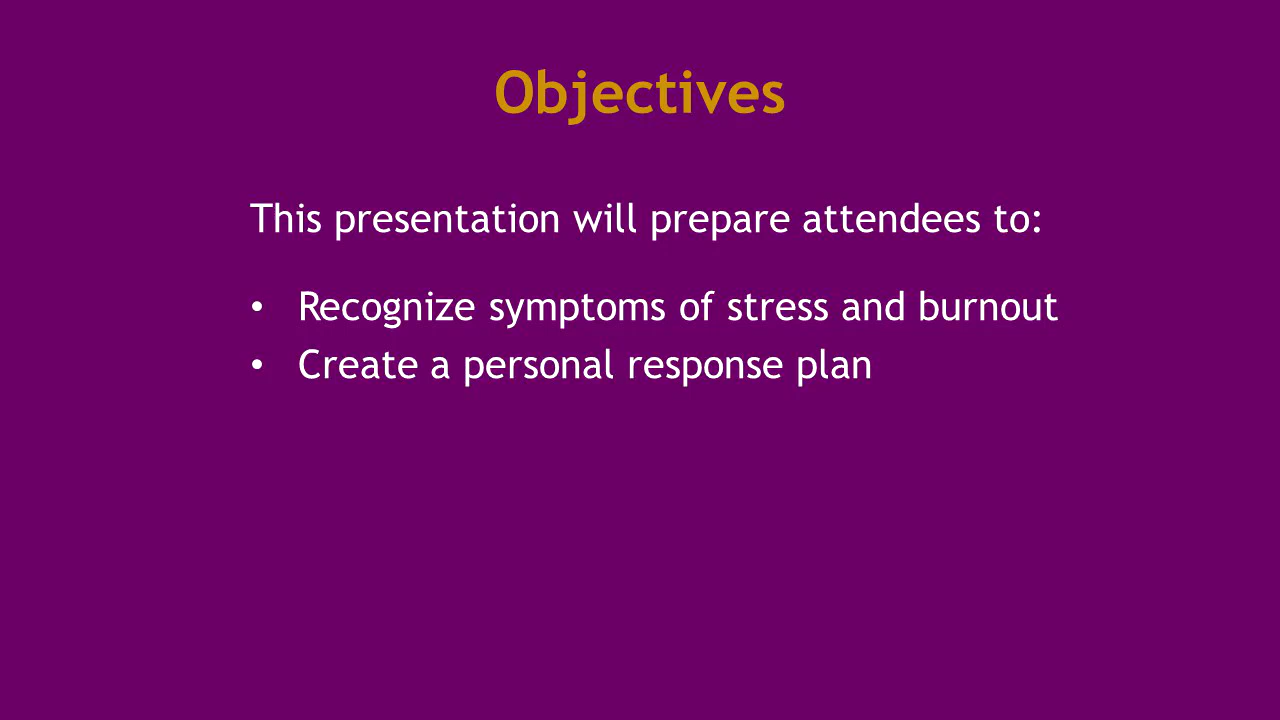 Objectives
This presentation will prepare attendees to:
• Recognize symptoms of stress and burnout
• Create a personal response plan